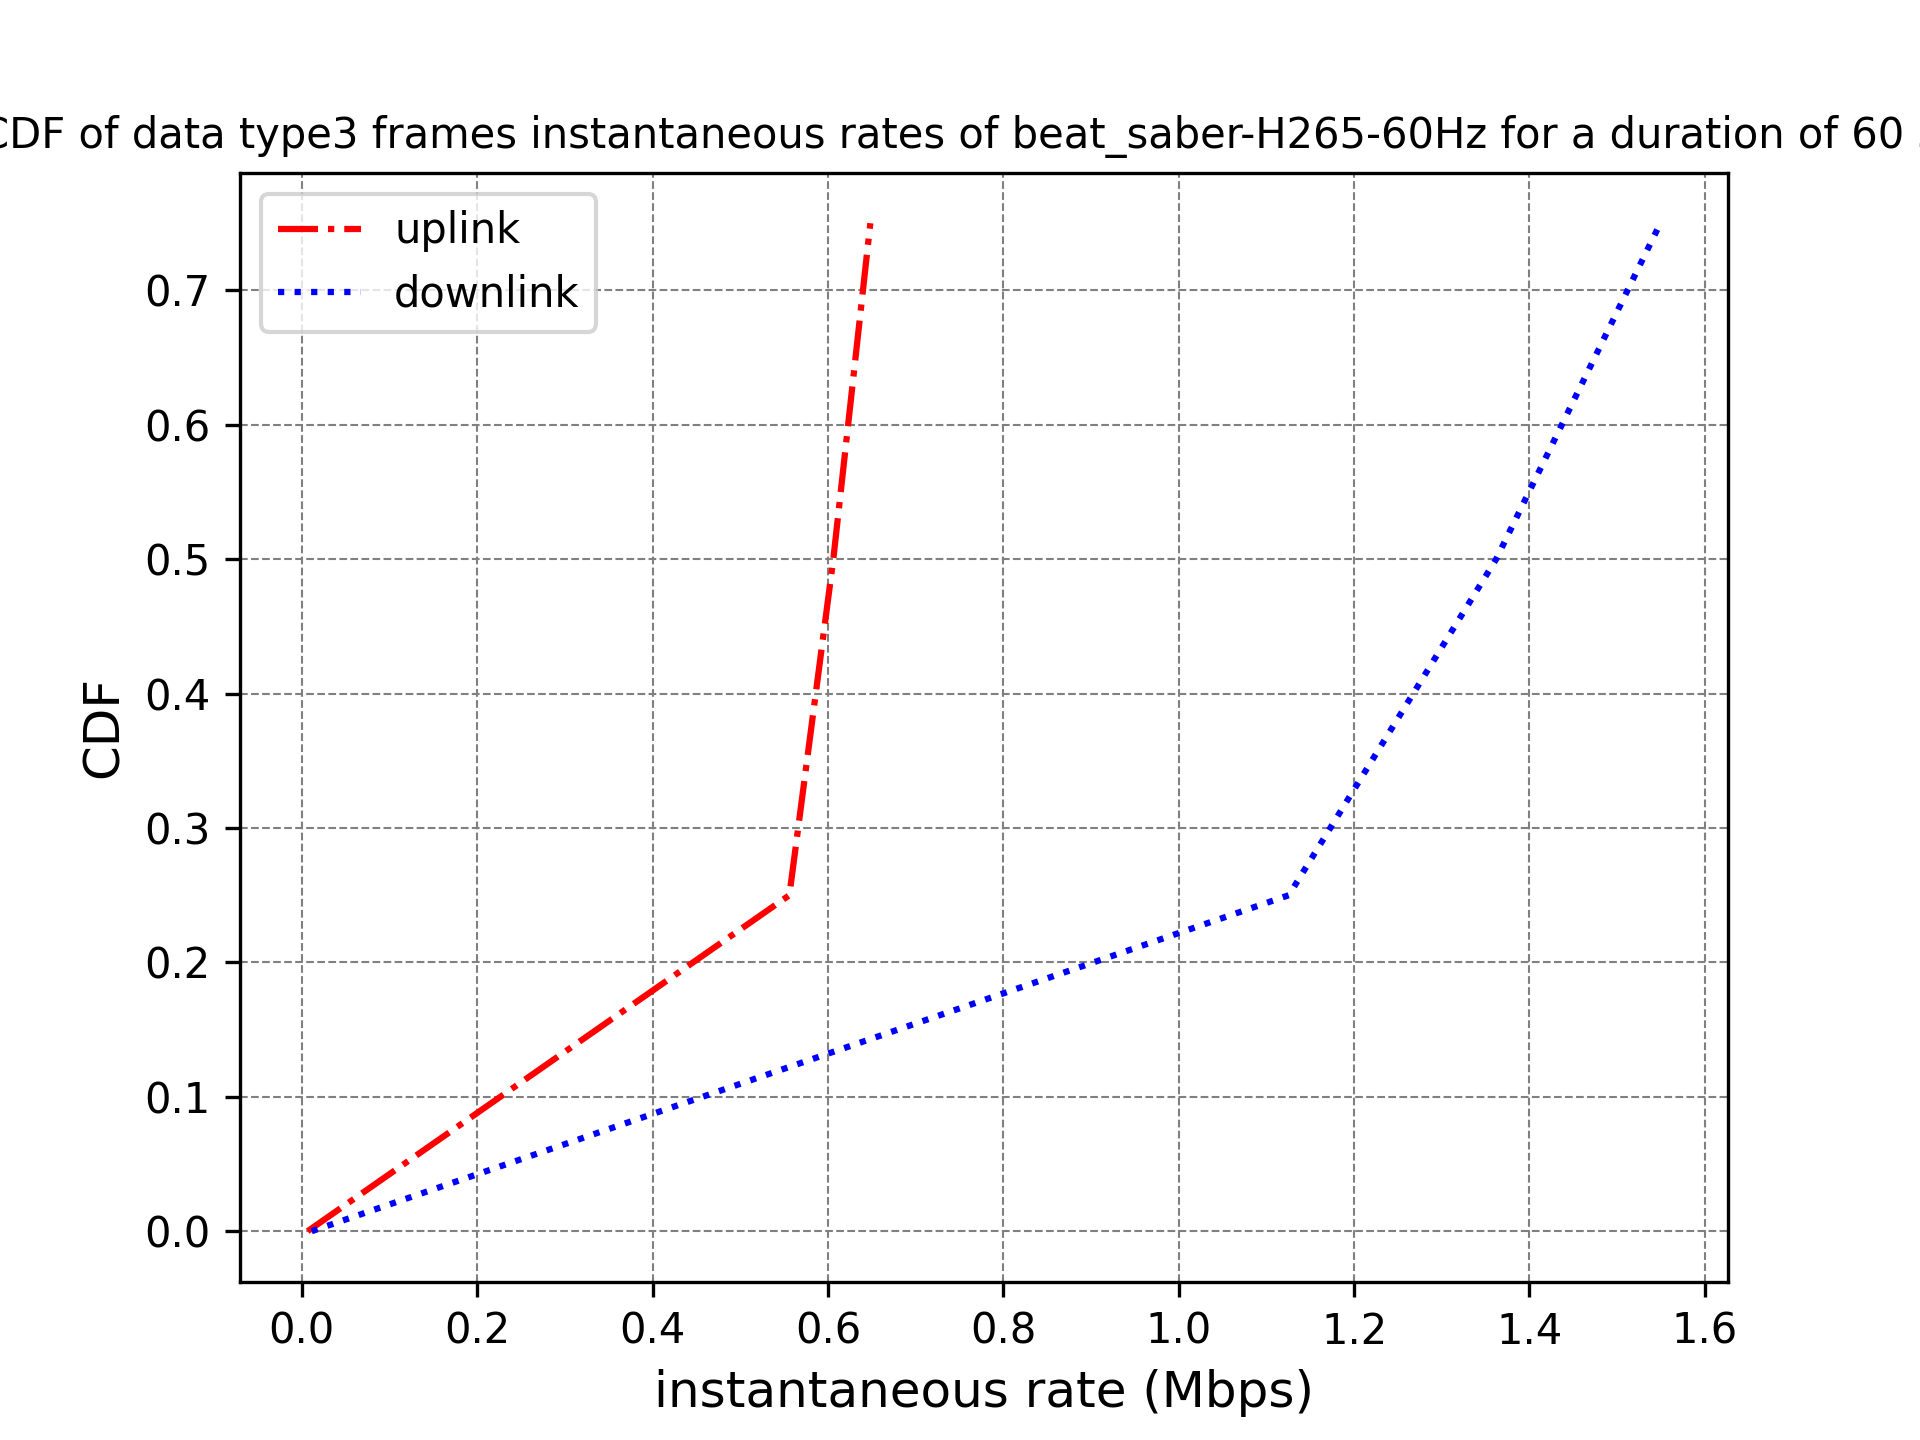 CDF of data type3 frames instantaneous rates of beat_saber-H265-60Hz for a duration of 60
uplink
downlink
0.7
0.6
0.5
0.4
0.3
0.2
0.1
0.0
CDF
0.0 0.2 0.4 0.6 0.8 1.0 1.2 1.4 1.6
instantaneous rate (Mbps)